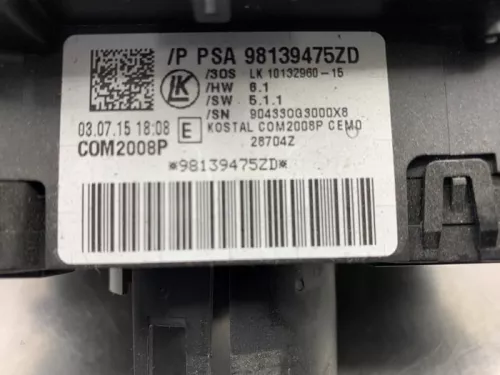 /P PSA 98139475ZD
/3OS LK 10132960-15
/HW 6.1
/SW 5.1.1
/SN 904330G3000X8
03.07.15 18:08 E KOSTAL COM2008P CEMO
COM2008P 28704Z
*98139475ZD*